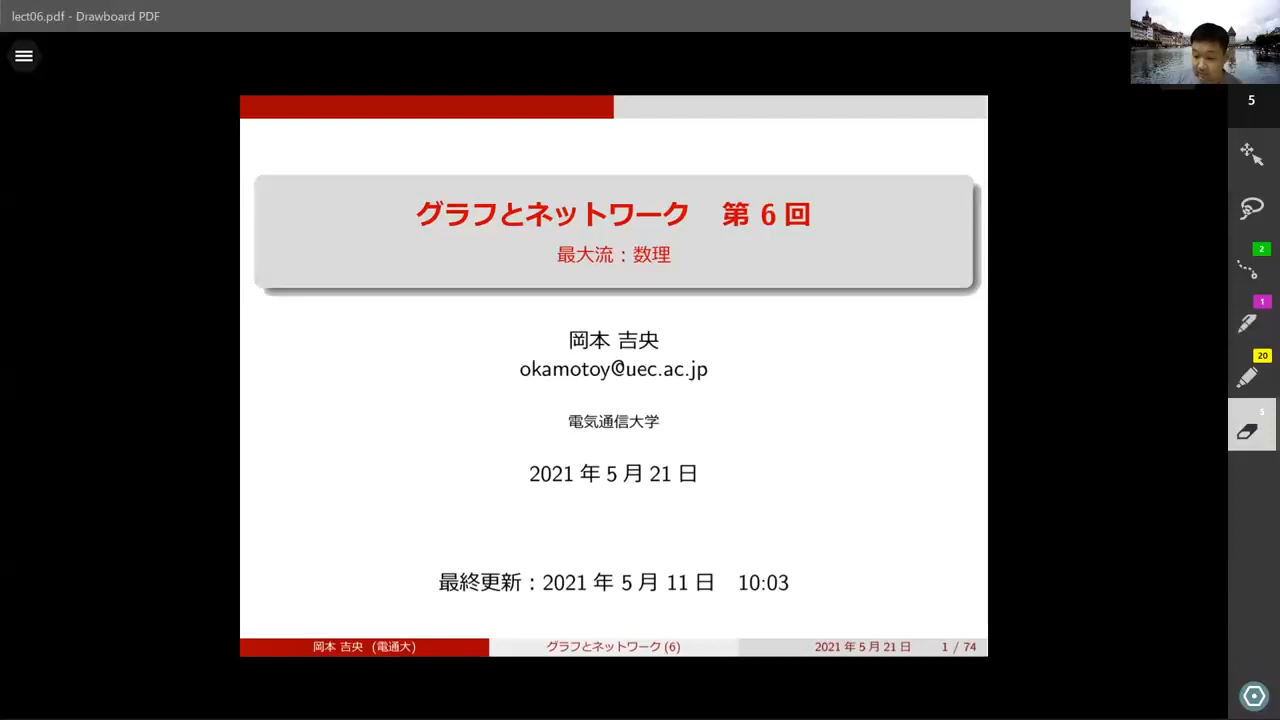 lect06.pdf - Drawboard PDF
5
グラフとネットワーク　第 6 回
最大流：数理
岡本 吉央
okamotoy@uec.ac.jp
電気通信大学
2021 年 5 月 21 日
最終更新：2021 年 5 月 11 日　10:03
岡本 吉央 (電通大)
グラフとネットワーク (6)
2021 年 5 月 21 日
1 / 74
2
1
20
5